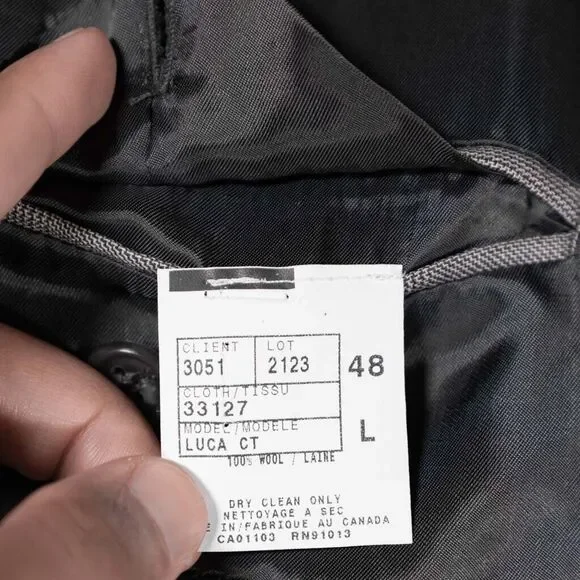 CLIENT LOT
3051 2123 48
CLOTH/TISSU
33127
MODEL/MODELE
LUCA CT L
100% WOOL / LAINE
DRY CLEAN ONLY
NETTOYAGE A SEC
E IN/FABRIQUE AU CANADA
CA01103 RN91013